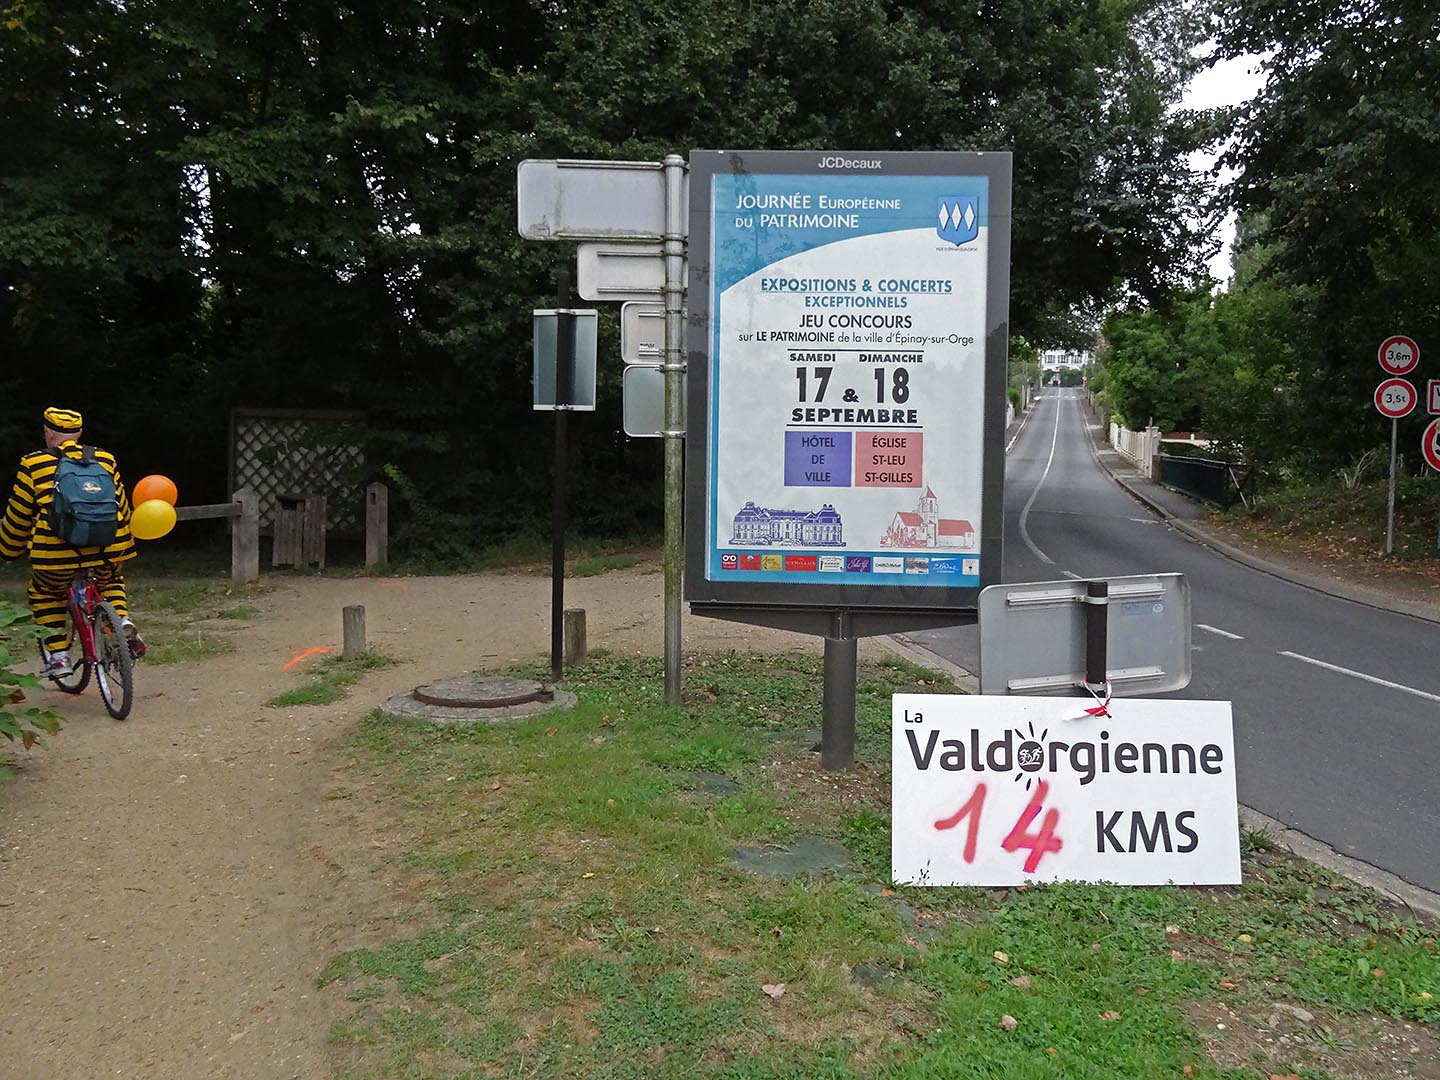 JCDecaux
JOURNÉE EUROPÉENNE
DU PATRIMOINE
EXPOSITIONS & CONCERTS
EXCEPTIONNELS
JEU CONCOURS
sur LE PATRIMOINE de la ville d'Épinay-sur-Orge
SAMEDI DIMANCHE
17 & 18
SEPTEMBRE
HÔTEL
DE
VILLE
ÉGLISE
ST-LEU
ST-GILLES
3,6m
3,5t
La
Valdorgienne
14 KMS